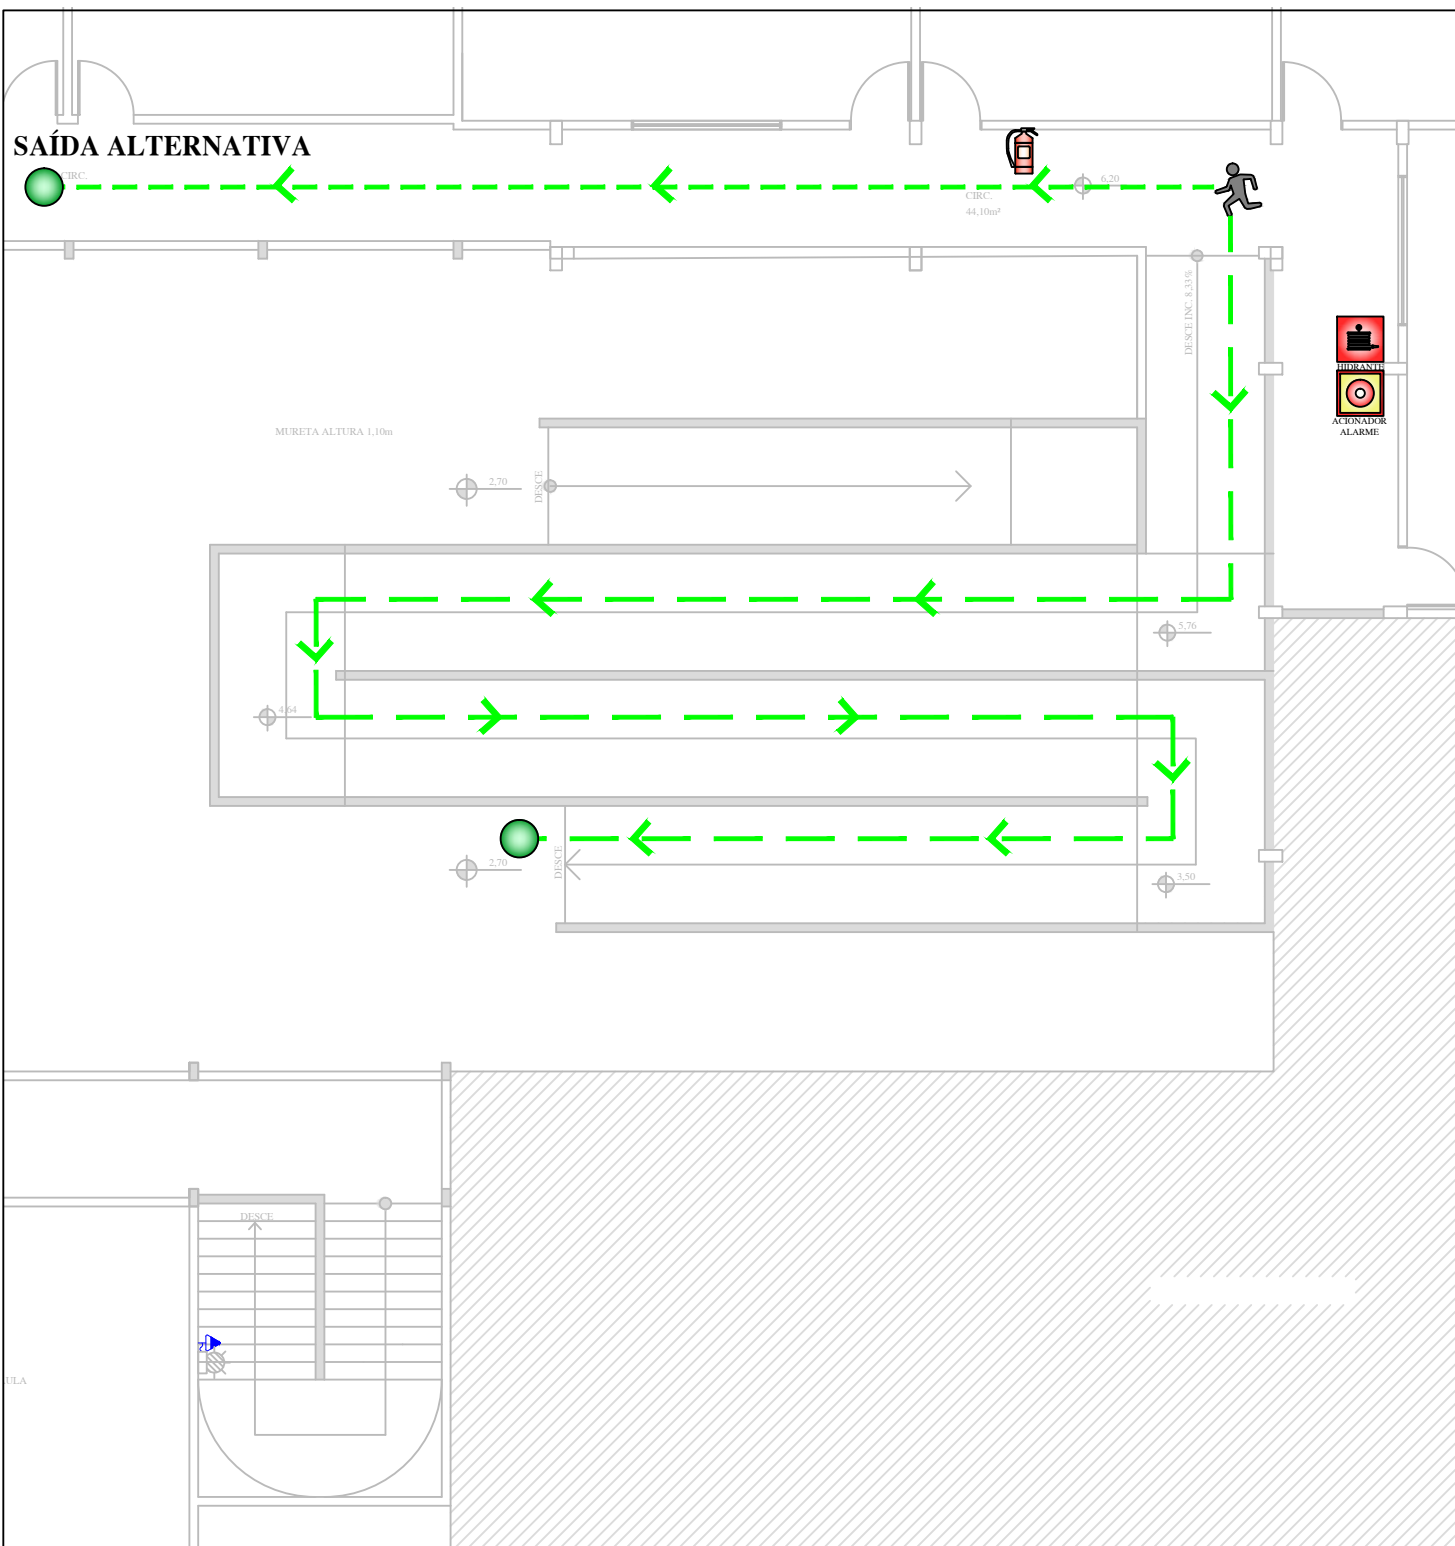 SAÍDA ALTERNATIVA
CIRC.
6,20
CIRC.
44,10m²
DESCE INC. 8,33%
HIDRANTE
ACIONADOR
ALARME
MURETA ALTURA 1,10m
2,70
DESCE
5,76
4,64
2,70
DESCE
3,50
DESCE
ULA